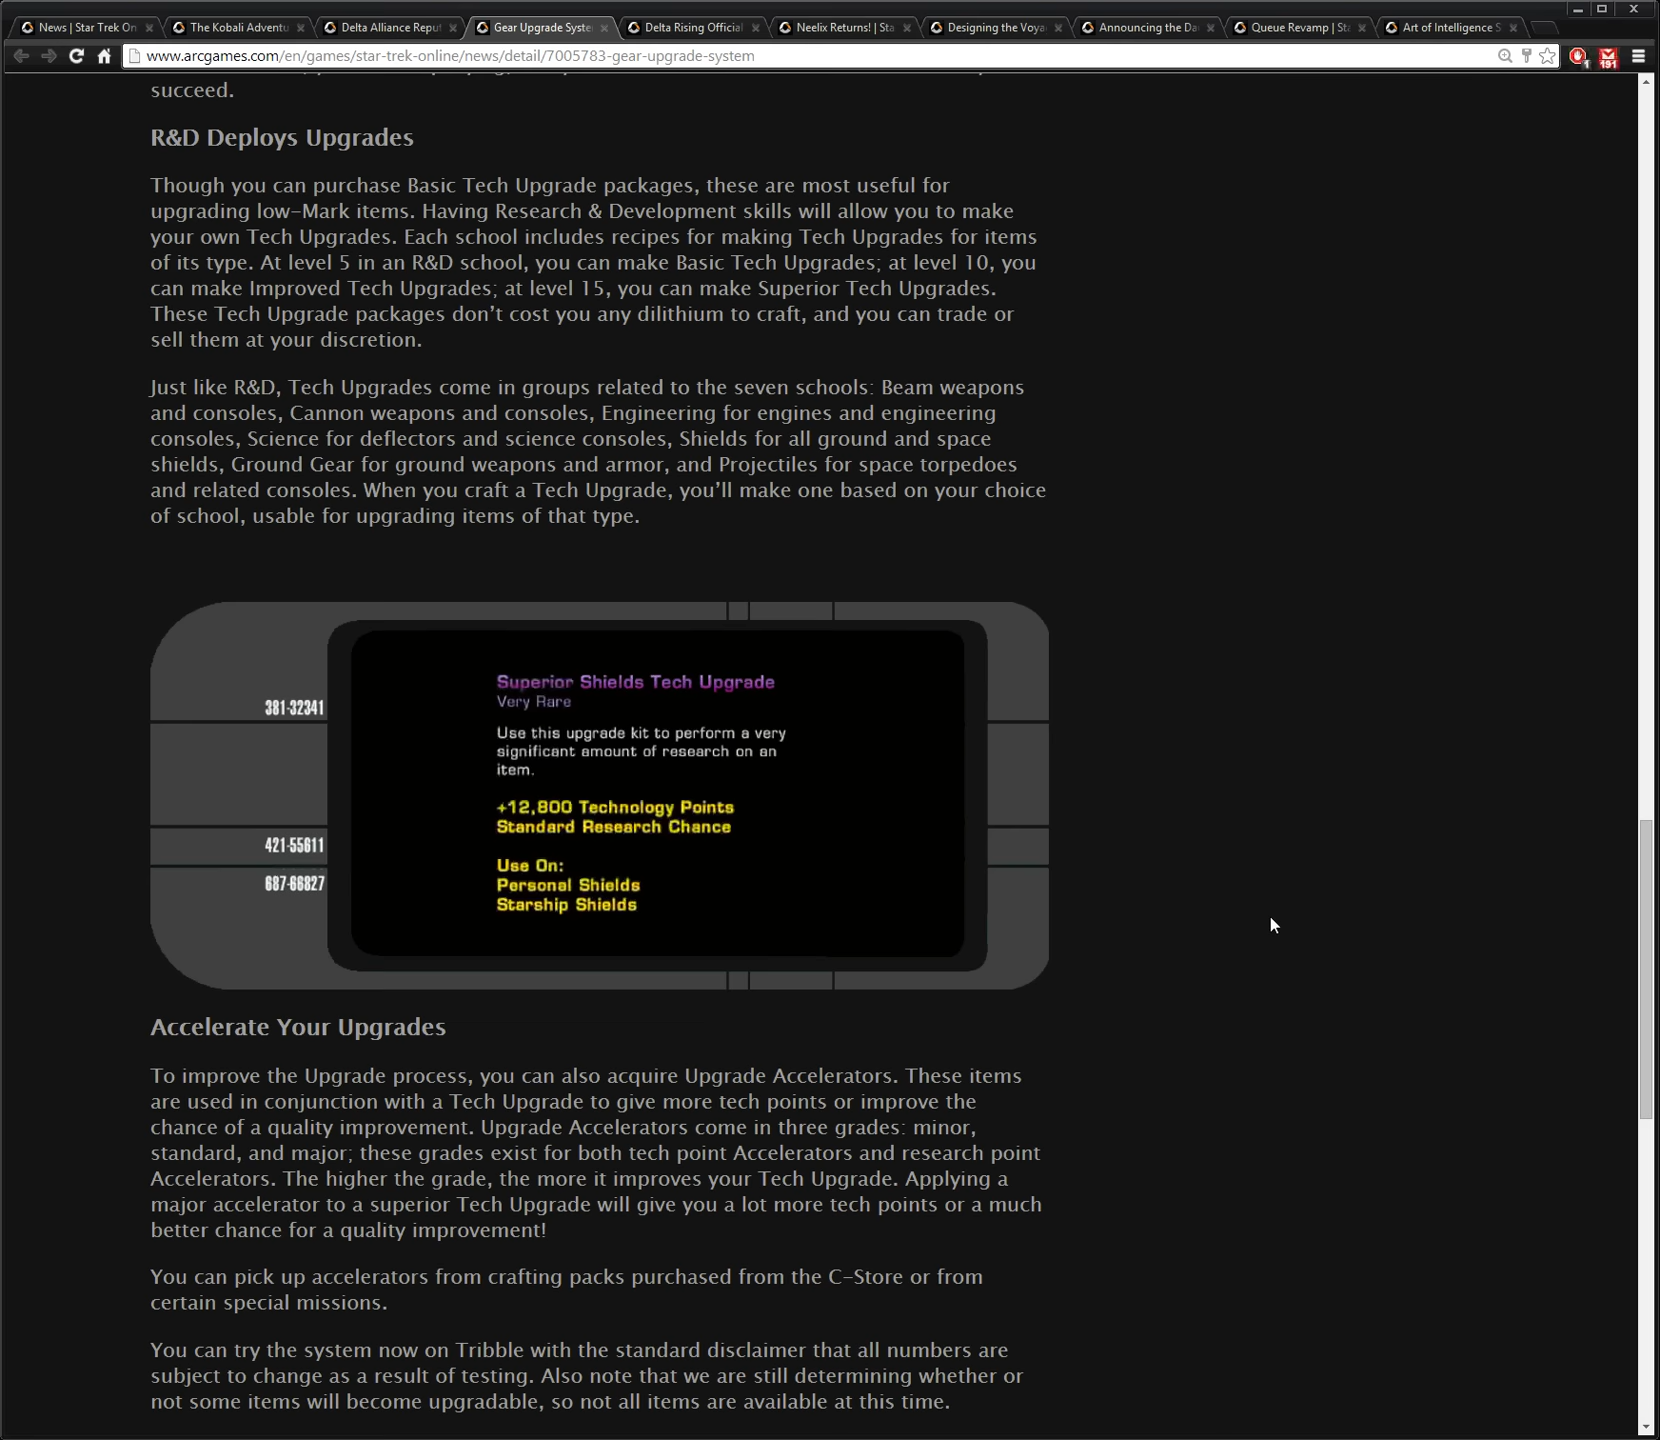 News | Star Trek On
The Kobali Adventu
Delta Alliance Reput
Gear Upgrade Syste
Delta Rising Official
Neelix Returns! | Sta
Designing the Voya
Announcing the Da
Queue Revamp | St
Art of Intelligence S
www.arcgames.com/en/games/star-trek-online/news/detail/7005783-gear-upgrade-system
1
191
succeed.
R&D Deploys Upgrades
Though you can purchase Basic Tech Upgrade packages, these are most useful for
upgrading low-Mark items. Having Research & Development skills will allow you to make
your own Tech Upgrades. Each school includes recipes for making Tech Upgrades for items
of its type. At level 5 in an R&D school, you can make Basic Tech Upgrades; at level 10, you
can make Improved Tech Upgrades; at level 15, you can make Superior Tech Upgrades.
These Tech Upgrade packages don’t cost you any dilithium to craft, and you can trade or
sell them at your discretion.
Just like R&D, Tech Upgrades come in groups related to the seven schools: Beam weapons
and consoles, Cannon weapons and consoles, Engineering for engines and engineering
consoles, Science for deflectors and science consoles, Shields for all ground and space
shields, Ground Gear for ground weapons and armor, and Projectiles for space torpedoes
and related consoles. When you craft a Tech Upgrade, you’ll make one based on your choice
of school, usable for upgrading items of that type.
381-32341
421-55611
687-66827
Superior Shields Tech Upgrade
Very Rare
Use this upgrade kit to perform a very
significant amount of research on an
item.
+12,800 Technology Points
Standard Research Chance
Use On:
Personal Shields
Starship Shields
Accelerate Your Upgrades
To improve the Upgrade process, you can also acquire Upgrade Accelerators. These items
are used in conjunction with a Tech Upgrade to give more tech points or improve the
chance of a quality improvement. Upgrade Accelerators come in three grades: minor,
standard, and major; these grades exist for both tech point Accelerators and research point
Accelerators. The higher the grade, the more it improves your Tech Upgrade. Applying a
major accelerator to a superior Tech Upgrade will give you a lot more tech points or a much
better chance for a quality improvement!
You can pick up accelerators from crafting packs purchased from the C-Store or from
certain special missions.
You can try the system now on Tribble with the standard disclaimer that all numbers are
subject to change as a result of testing. Also note that we are still determining whether or
not some items will become upgradable, so not all items are available at this time.